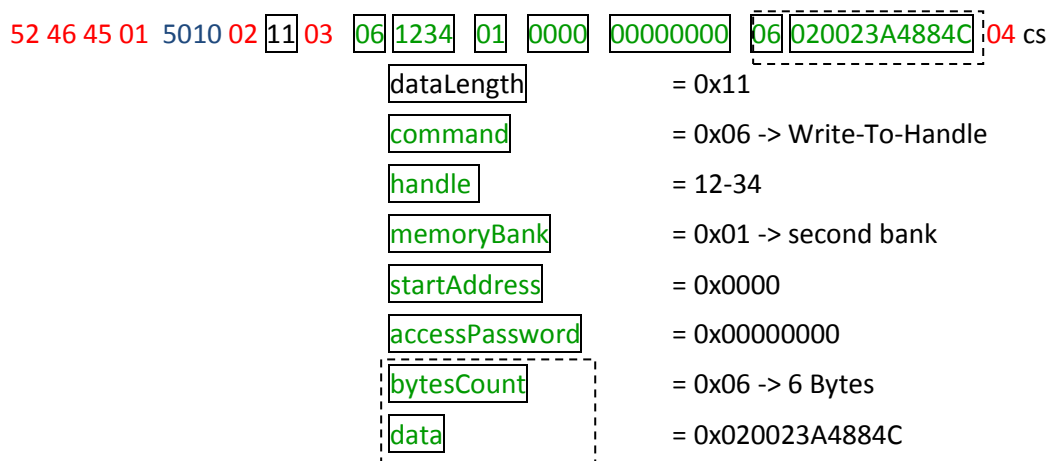 52 46 45 01 5010 02 11 03 06 1234 01 0000 00000000 06 020023A4884C 04 cs
dataLength = 0x11
command = 0x06 -> Write-To-Handle
handle = 12-34
memoryBank = 0x01 -> second bank
startAddress = 0x0000
accessPassword = 0x00000000
bytesCount = 0x06 -> 6 Bytes
data = 0x020023A4884C